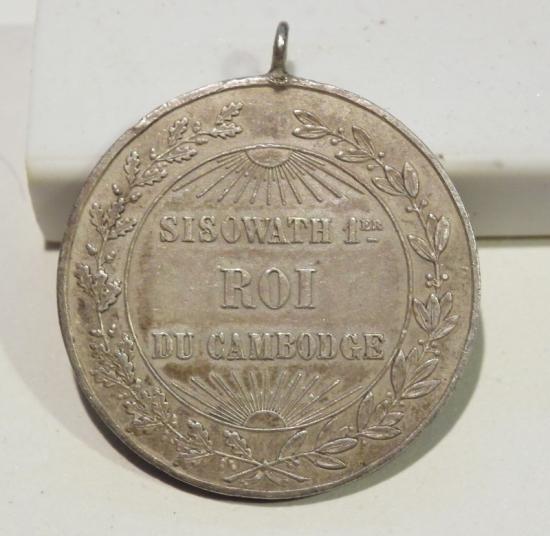 SISOWATH 1ER
ROI
DU CAMBODGE